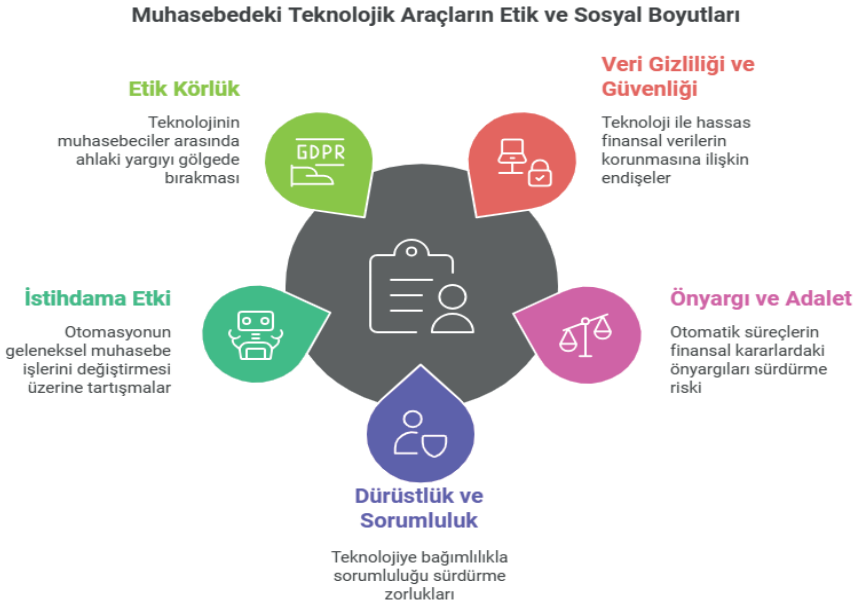 Muhasebedeki Teknolojik Araçların Etik ve Sosyal Boyutları
Etik Körlük
Teknolojinin
muhasebeciler arasında
ahlaki yargıyı gölgede
bırakması
GDPR
Veri Gizliliği ve
Güvenliği
Teknoloji ile hassas
finansal verilerin
korunmasına ilişkin
endişeler
İstihdama Etki
Otomasyonun
geleneksel muhasebe
işlerini değiştirmesi
üzerine tartışmalar
Önyargı ve Adalet
Otomatik süreçlerin
finansal kararlardaki
önyargıları sürdürme
riski
Dürüstlük ve
Sorumluluk
Teknolojiye bağımlılıkla
sorumluluğu sürdürme
zorlukları